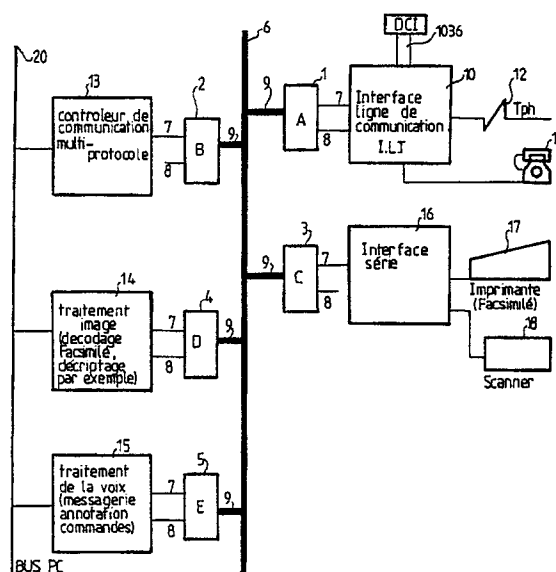 20
6
DCI
1036
13
2
9
1
10
12
controleur de
communication
multi-
protocole
7
8
B
9
A
7
8
Interface
ligne de
communication
I.LT
Tph
3
16
17
9
C
7
8
Interface
série
Imprimante
(Facsimilé)
18
Scanner
14
4
traitement
image
(decodage
Facsimilé,
décriptage
par exemple)
7
8
D
9
15
5
traitement
de la voix
(messagerie
annotation
commandes)
7
8
E
9
BUS PC